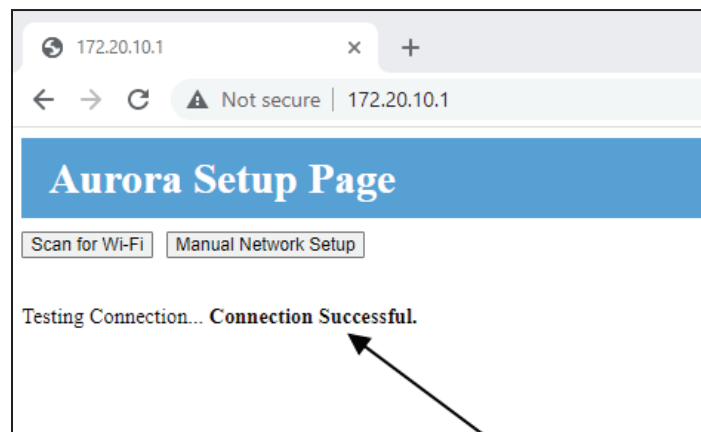 172.20.10.1
Not secure | 172.20.10.1
Aurora Setup Page
Scan for Wi-Fi Manual Network Setup
Testing Connection... Connection Successful.